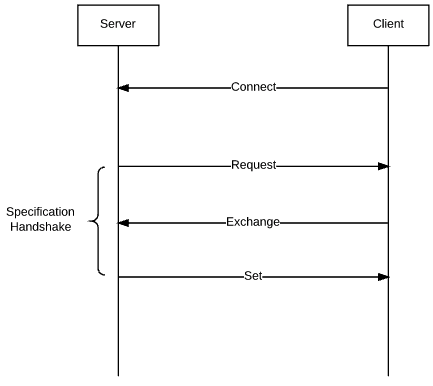 Server
Client
Connect
Request
Specification
Handshake
Exchange
Set